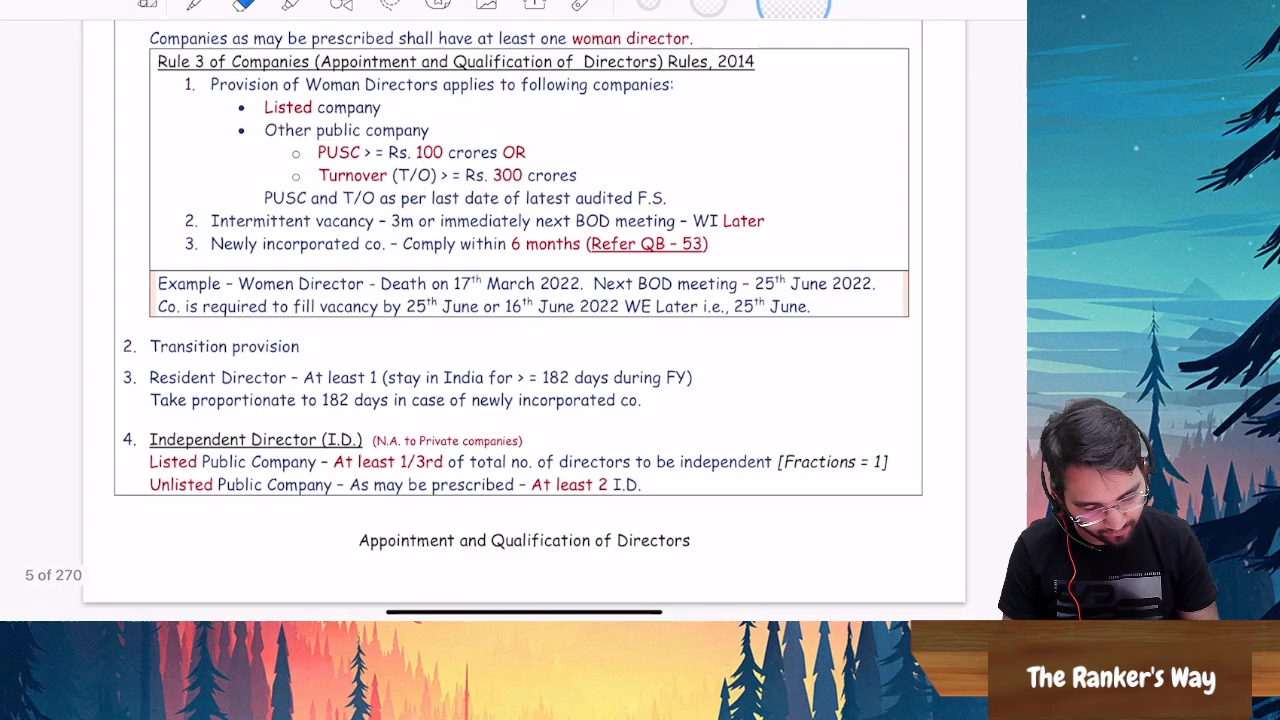 Companies as may be prescribed shall have at least one woman director.
Rule 3 of Companies (Appointment and Qualification of Directors) Rules, 2014
1. Provision of Woman Directors applies to following companies:
• Listed company
• Other public company
○ PUSC > = Rs. 100 crores OR
○ Turnover (T/O) > = Rs. 300 crores
PUSC and T/O as per last date of latest audited F.S.
2. Intermittent vacancy – 3m or immediately next BOD meeting – WI Later
3. Newly incorporated co. – Comply within 6 months (Refer QB – 53)
Example – Women Director - Death on 17th March 2022. Next BOD meeting – 25th June 2022.
Co. is required to fill vacancy by 25th June or 16th June 2022 WE Later i.e., 25th June.
2. Transition provision
3. Resident Director – At least 1 (stay in India for > = 182 days during FY)
Take proportionate to 182 days in case of newly incorporated co.
4. Independent Director (I.D.) (N.A. to Private companies)
Listed Public Company – At least 1/3rd of total no. of directors to be independent [Fractions = 1]
Unlisted Public Company – As may be prescribed – At least 2 I.D.
Appointment and Qualification of Directors
5 of 270
The Ranker's Way